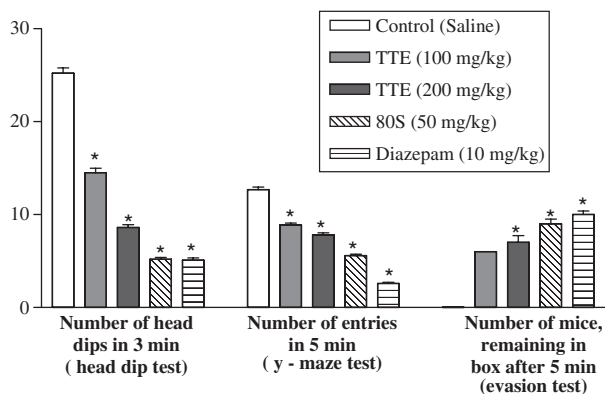 30
20
10
0
Control (Saline)
TTE (100 mg/kg)
TTE (200 mg/kg)
80S (50 mg/kg)
Diazepam (10 mg/kg)
* * * *
* * * *
* * *
Number of head
dips in 3 min
( head dip test)
Number of entries
in 5 min
( y - maze test)
Number of mice,
remaining in
box after 5 min
(evasion test)